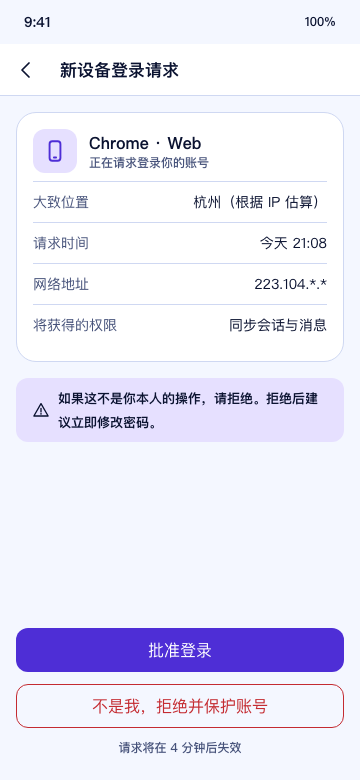 9:41
100%
新设备登录请求
Chrome · Web
正在请求登录你的账号
大致位置 杭州（根据 IP 估算）
请求时间 今天 21:08
网络地址 223.104.*.*
将获得的权限 同步会话与消息
如果这不是你本人的操作，请拒绝。拒绝后建
议立即修改密码。
批准登录
不是我，拒绝并保护账号
请求将在 4 分钟后失效